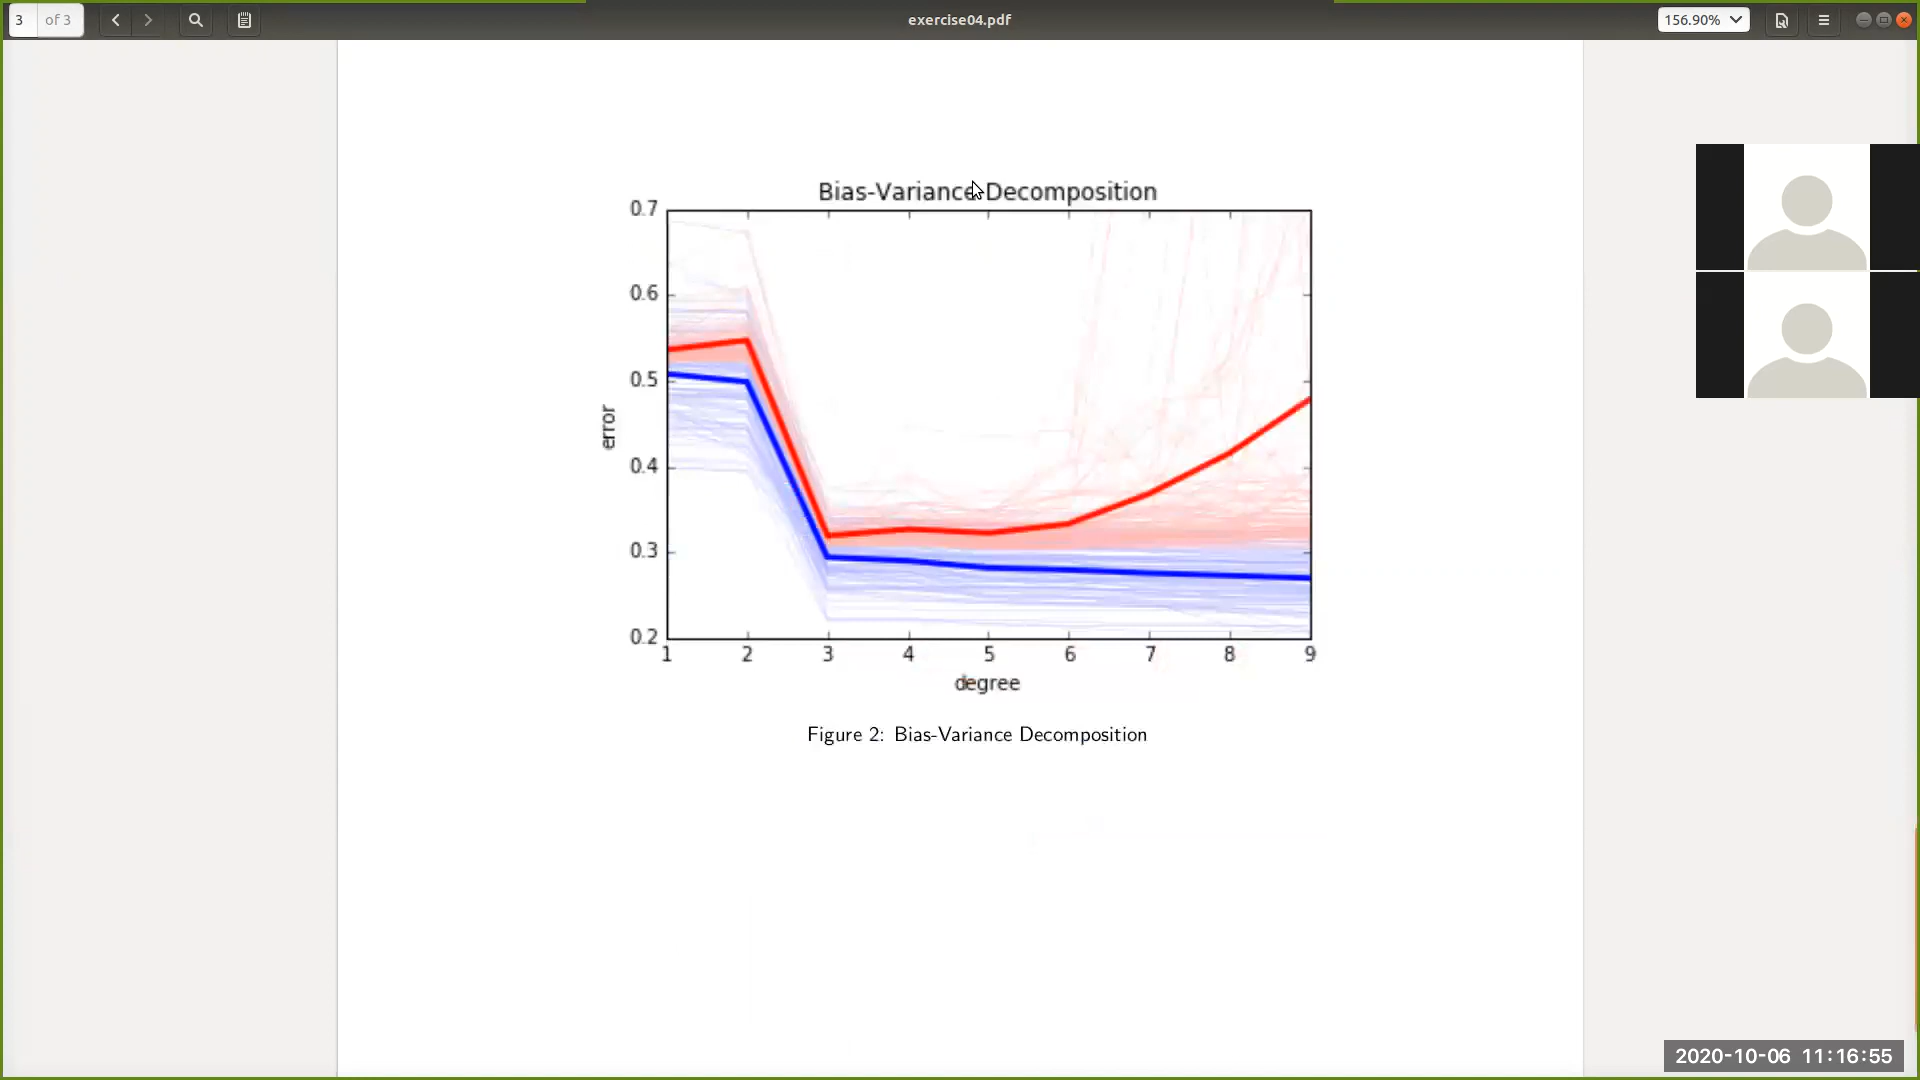 3 of 3
exercise04.pdf
156.90%
Bias-Variance Decomposition
0.7
0.6
0.5
0.4
0.3
0.2
error
1 2 3 4 5 6 7 8 9
degree
Figure 2: Bias-Variance Decomposition
2020-10-06 11:16:55